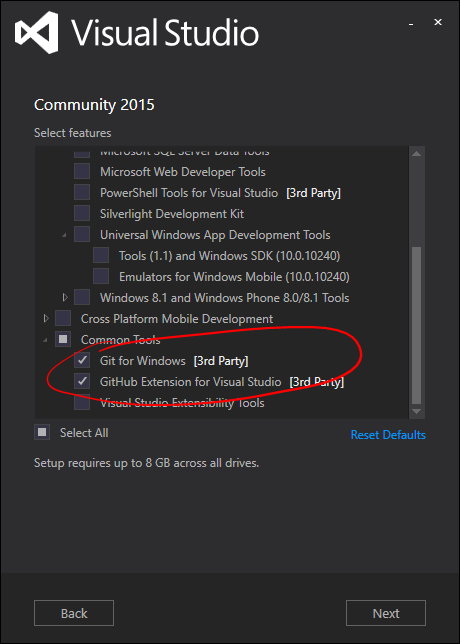 Visual Studio
Community 2015
Select features
Microsoft SQL Server Data Tools
Microsoft Web Developer Tools
PowerShell Tools for Visual Studio [3rd Party]
Silverlight Development Kit
Universal Windows App Development Tools
Tools (1.1) and Windows SDK (10.0.10240)
Emulators for Windows Mobile (10.0.10240)
Windows 8.1 and Windows Phone 8.0/8.1 Tools
Cross Platform Mobile Development
Common Tools
Git for Windows [3rd Party]
GitHub Extension for Visual Studio [3rd Party]
Visual Studio Extensibility Tools
Select All
Reset Defaults
Setup requires up to 8 GB across all drives.
Back
Next